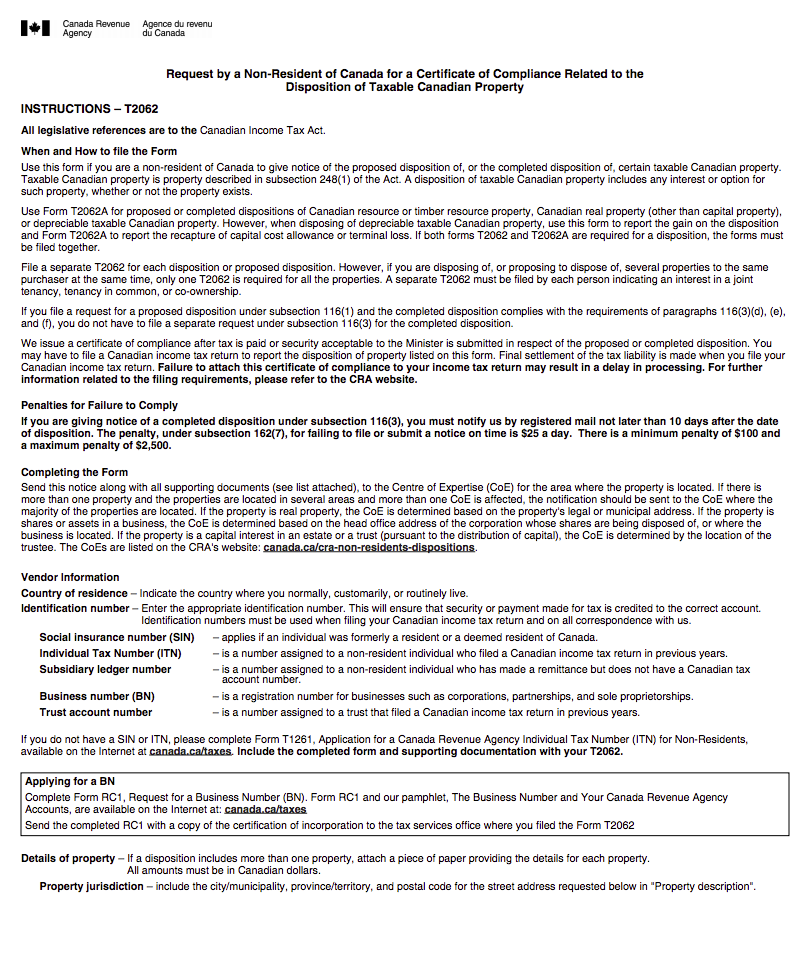 Canada Revenue Agency
Agence du revenu du Canada
Request by a Non-Resident of Canada for a Certificate of Compliance Related to the
Disposition of Taxable Canadian Property
INSTRUCTIONS – T2062
All legislative references are to the Canadian Income Tax Act.
When and How to file the Form
Use this form if you are a non-resident of Canada to give notice of the proposed disposition of, or the completed disposition of, certain taxable Canadian property.
Taxable Canadian property is property described in subsection 248(1) of the Act. A disposition of taxable Canadian property includes any interest or option for
such property, whether or not the property exists.
Use Form T2062A for proposed or completed dispositions of Canadian resource or timber resource property, Canadian real property (other than capital property),
or depreciable taxable Canadian property. However, when disposing of depreciable taxable Canadian property, use this form to report the gain on the disposition
and Form T2062A to report the recapture of capital cost allowance or terminal loss. If both forms T2062 and T2062A are required for a disposition, the forms must
be filed together.
File a separate T2062 for each disposition or proposed disposition. However, if you are disposing of, or proposing to dispose of, several properties to the same
purchaser at the same time, only one T2062 is required for all the properties. A separate T2062 must be filed by each person indicating an interest in a joint
tenancy, tenancy in common, or co-ownership.
If you file a request for a proposed disposition under subsection 116(1) and the completed disposition complies with the requirements of paragraphs 116(3)(d), (e),
and (f), you do not have to file a separate request under subsection 116(3) for the completed disposition.
We issue a certificate of compliance after tax is paid or security acceptable to the Minister is submitted in respect of the proposed or completed disposition. You
may have to file a Canadian income tax return to report the disposition of property listed on this form. Final settlement of the tax liability is made when you file your
Canadian income tax return. Failure to attach this certificate of compliance to your income tax return may result in a delay in processing. For further
information related to the filing requirements, please refer to the CRA website.
Penalties for Failure to Comply
If you are giving notice of a completed disposition under subsection 116(3), you must notify us by registered mail not later than 10 days after the date
of disposition. The penalty, under subsection 162(7), for failing to file or submit a notice on time is $25 a day. There is a minimum penalty of $100 and
a maximum penalty of $2,500.
Completing the Form
Send this notice along with all supporting documents (see list attached), to the Centre of Expertise (CoE) for the area where the property is located. If there is
more than one property and the properties are located in several areas and more than one CoE is affected, the notification should be sent to the CoE where the
majority of the properties are located. If the property is real property, the CoE is determined based on the property's legal or municipal address. If the property is
shares or assets in a business, the CoE is determined based on the head office address of the corporation whose shares are being disposed of, or where the
business is located. If the property is a capital interest in an estate or a trust (pursuant to the distribution of capital), the CoE is determined by the location of the
trustee. The CoEs are listed on the CRA's website: canada.ca/cra-non-residents-dispositions.
Vendor Information
Country of residence – Indicate the country where you normally, customarily, or routinely live.
Identification number – Enter the appropriate identification number. This will ensure that security or payment made for tax is credited to the correct account.
Identification numbers must be used when filing your Canadian income tax return and on all correspondence with us.
Social insurance number (SIN) – applies if an individual was formerly a resident or a deemed resident of Canada.
Individual Tax Number (ITN) – is a number assigned to a non-resident individual who filed a Canadian income tax return in previous years.
Subsidiary ledger number – is a number assigned to a non-resident individual who has made a remittance but does not have a Canadian tax
account number.
Business number (BN) – is a registration number for businesses such as corporations, partnerships, and sole proprietorships.
Trust account number – is a number assigned to a trust that filed a Canadian income tax return in previous years.
If you do not have a SIN or ITN, please complete Form T1261, Application for a Canada Revenue Agency Individual Tax Number (ITN) for Non-Residents,
available on the Internet at canada.ca/taxes. Include the completed form and supporting documentation with your T2062.
Applying for a BN
Complete Form RC1, Request for a Business Number (BN). Form RC1 and our pamphlet, The Business Number and Your Canada Revenue Agency
Accounts, are available on the Internet at: canada.ca/taxes
Send the completed RC1 with a copy of the certification of incorporation to the tax services office where you filed the Form T2062
Details of property – If a disposition includes more than one property, attach a piece of paper providing the details for each property.
All amounts must be in Canadian dollars.
Property jurisdiction – include the city/municipality, province/territory, and postal code for the street address requested below in "Property description".